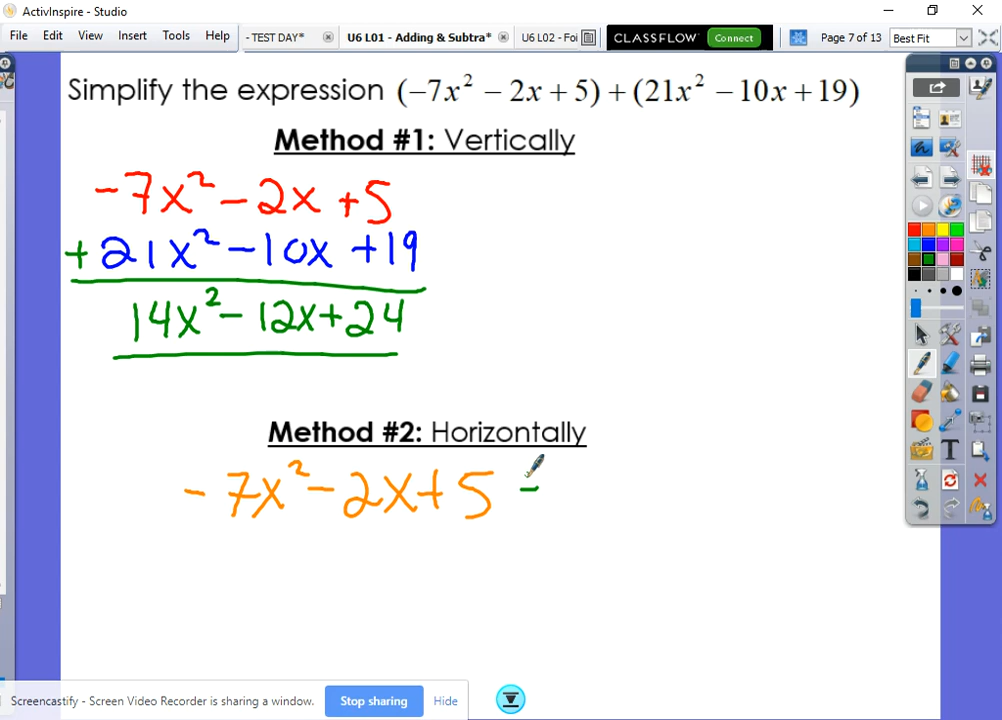 ActivInspire - Studio
File Edit View Insert Tools Help - TEST DAY* U6 L01 - Adding & Subtra* U6 L02 - Foi CLASSFLOW Connect Page 7 of 13 Best Fit
Simplify the expression (−7x² − 2x + 5) + (21x² − 10x + 19)
Method #1: Vertically
-7x² - 2x + 5
+ 21x² - 10x + 19
14x² - 12x + 24
Method #2: Horizontally
- 7x² - 2x + 5 -
T
Screencastify - Screen Video Recorder is sharing a window. Stop sharing Hide